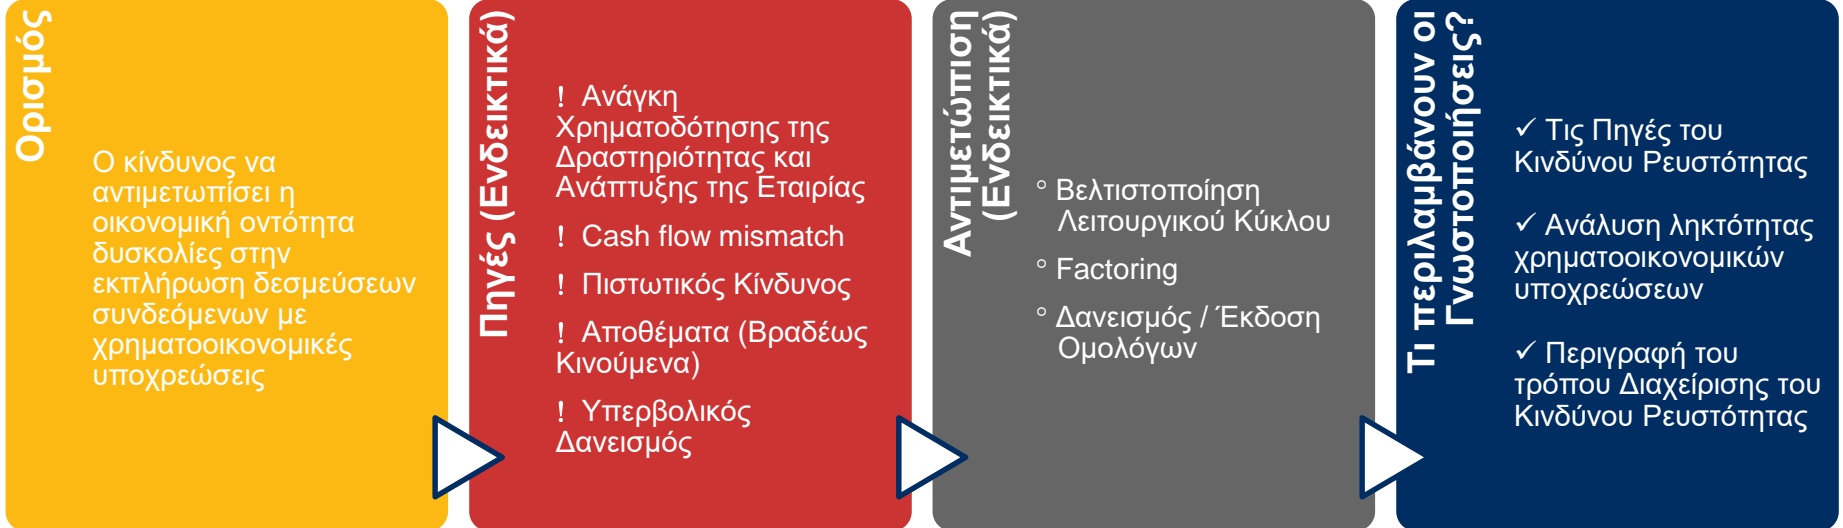 Ορισμός
Ο κίνδυνος να
αντιμετωπίσει η
οικονομική οντότητα
δυσκολίες στην
εκπλήρωση δεσμεύσεων
συνδεόμενων με
χρηματοοικονομικές
υποχρεώσεις
Πηγές (Ενδεικτικά)
! Ανάγκη
Χρηματοδότησης της
Δραστηριότητας και
Ανάπτυξης της Εταιρίας
! Cash flow mismatch
! Πιστωτικός Κίνδυνος
! Αποθέματα (Βραδέως
Κινούμενα)
! Υπερβολικός
Δανεισμός
Αντιμετώπιση
(Ενδεικτικά)
° Βελτιστοποίηση
Λειτουργικού Κύκλου
° Factoring
° Δανεισμός / Έκδοση
Ομολόγων
Τι περιλαμβάνουν οι
Γνωστοποιήσεις?
✓ Τις Πηγές του
Κινδύνου Ρευστότητας
✓ Ανάλυση ληκτότητας
χρηματοοικονομικών
υποχρεώσεων
✓ Περιγραφή του
τρόπου Διαχείρισης του
Κινδύνου Ρευστότητας